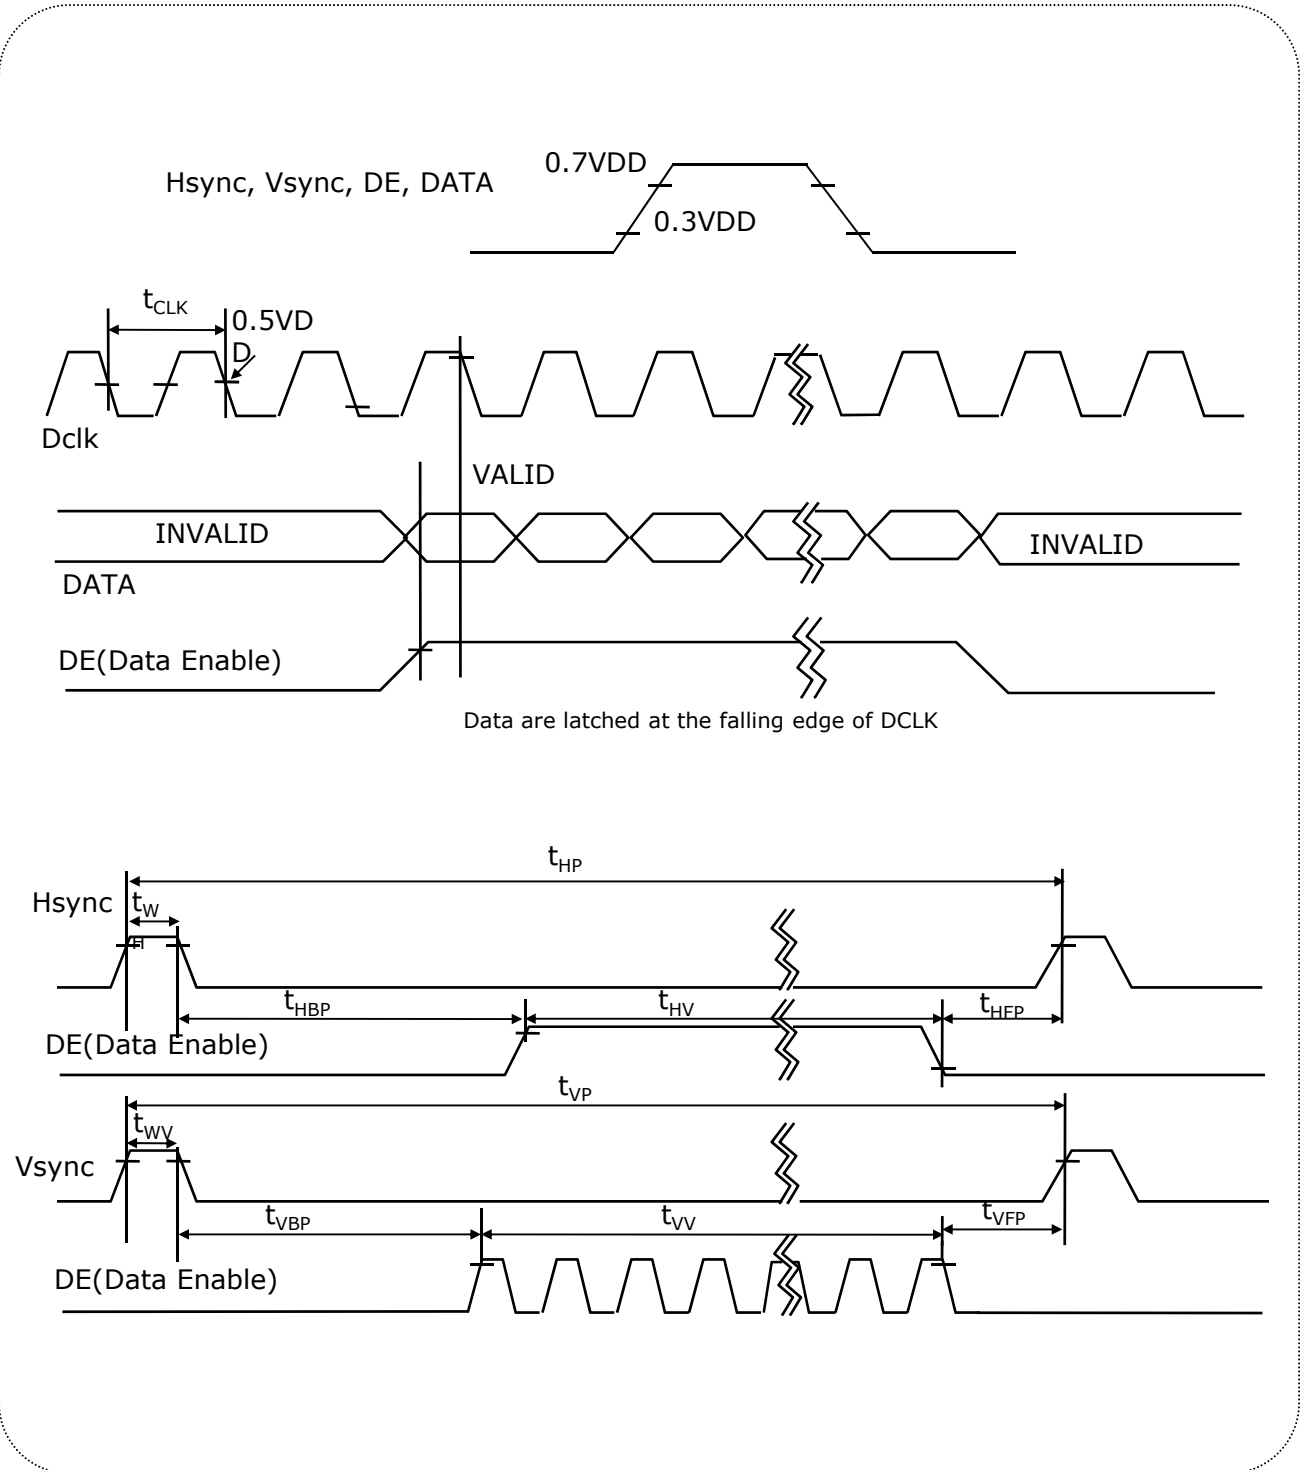 0.7VDD
Hsync, Vsync, DE, DATA
0.3VDD
tCLK
0.5VD
D
Dclk
VALID
INVALID
INVALID
DATA
DE(Data Enable)
Data are latched at the falling edge of DCLK
tHP
Hsync
tW
H
tHBP
tHV
tHFP
DE(Data Enable)
tVP
tWV
Vsync
tVBP
tVV
tVFP
DE(Data Enable)